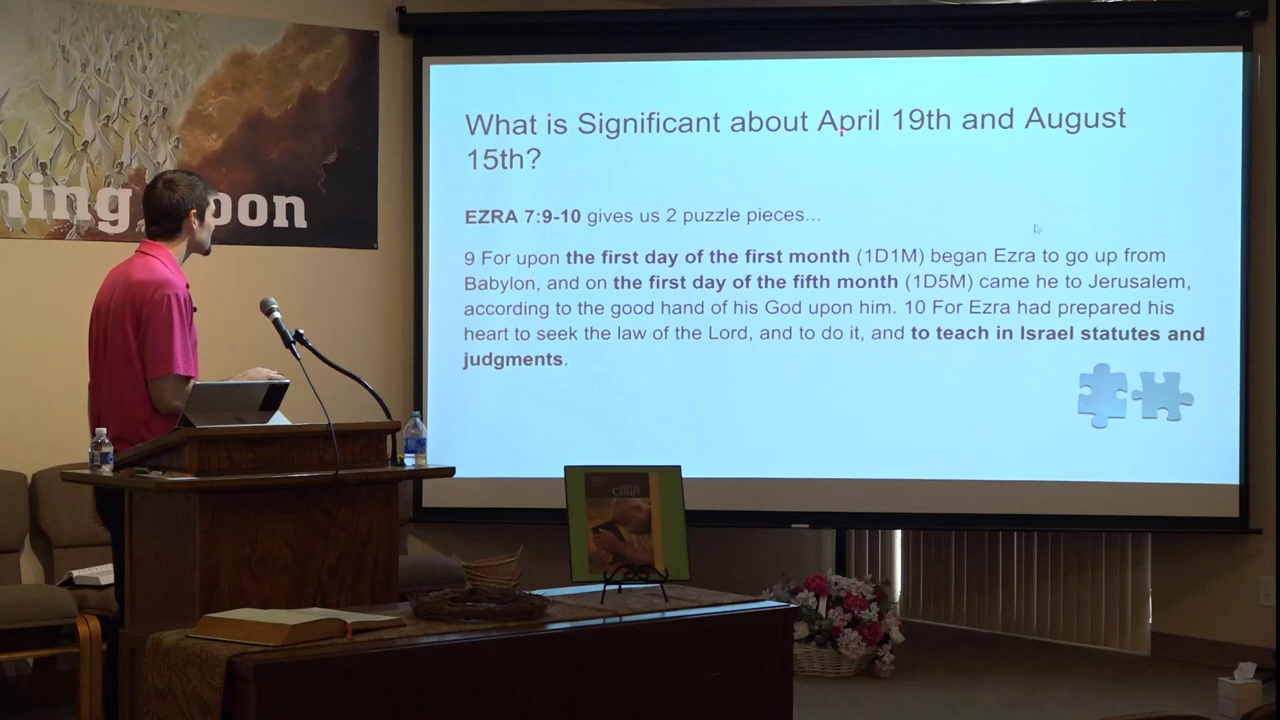 ning Soon
What is Significant about April 19th and August
15th?
EZRA 7:9-10 gives us 2 puzzle pieces...
9 For upon the first day of the first month (1D1M) began Ezra to go up from
Babylon, and on the first day of the fifth month (1D5M) came he to Jerusalem,
according to the good hand of his God upon him. 10 For Ezra had prepared his
heart to seek the law of the Lord, and to do it, and to teach in Israel statutes and
judgments.
CHRIST